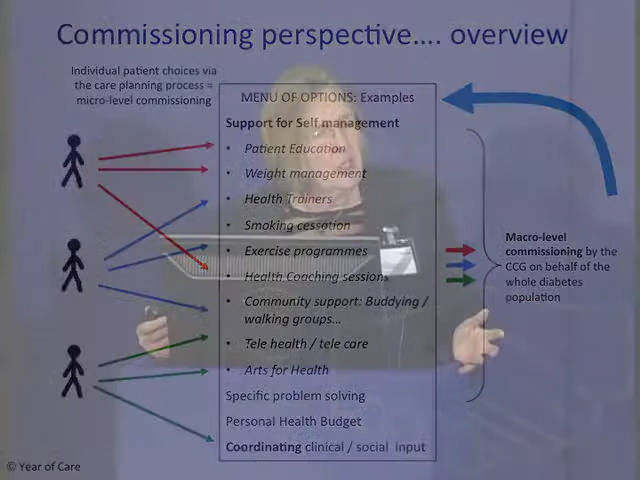 Commissioning perspective.... overview
Individual patient choices via
the care planning process =
micro-level commissioning
MENU OF OPTIONS: Examples
Support for Self management
• Patient Education
• Weight management
• Health Trainers
• Smoking cessation
• Exercise programmes
• Health Coaching sessions
• Community support: Buddying /
walking groups…
• Tele health / tele care
• Arts for Health
Specific problem solving
Personal Health Budget
Coordinating clinical / social input
Macro-level
commissioning by the
CCG on behalf of the
whole diabetes
population
© Year of Care